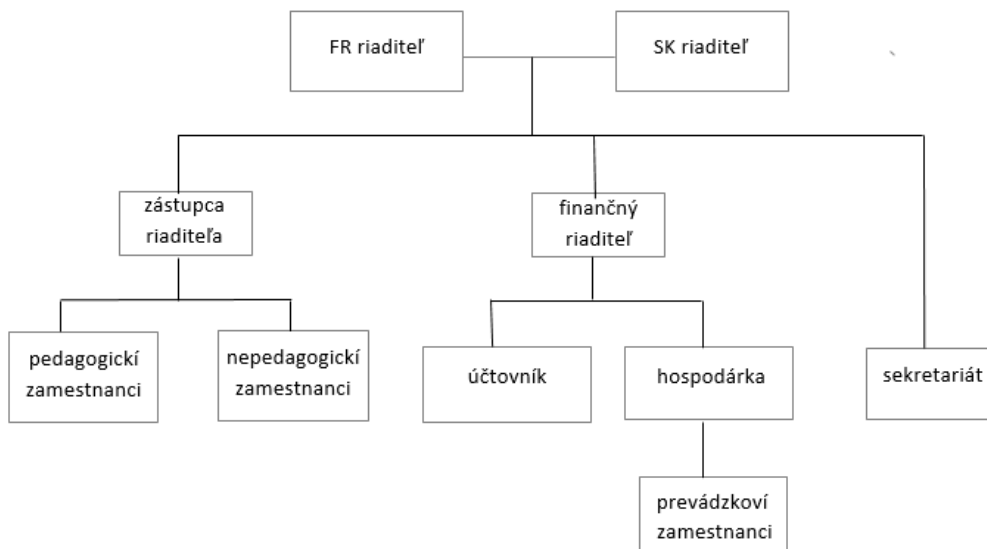 FR riaditeľ
SK riaditeľ
zástupca
riaditeľa
finančný
riaditeľ
pedagogickí
zamestnanci
nepedagogickí
zamestnanci
účtovník
hospodárka
sekretariát
prevádzkoví
zamestnanci